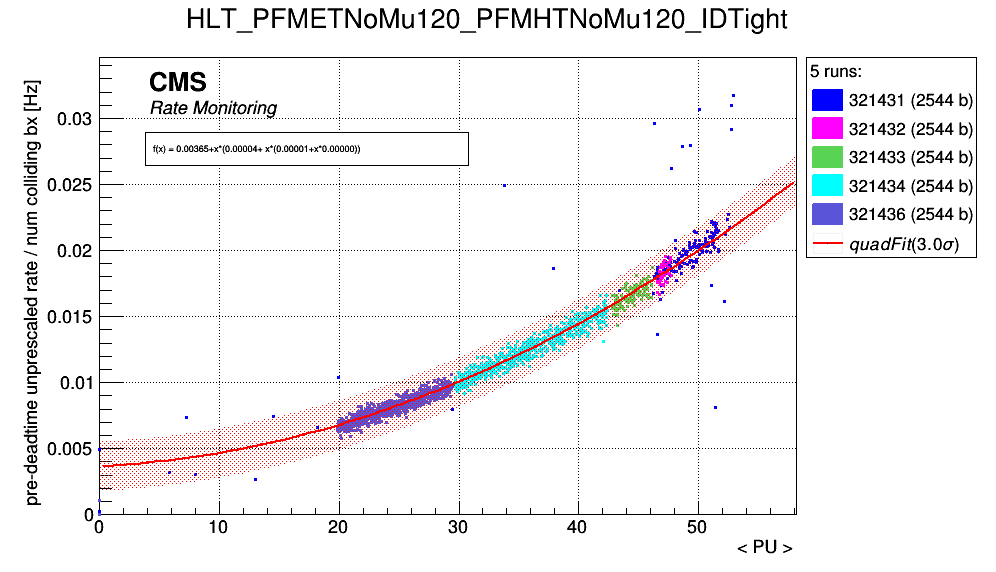 HLT_PFMETNoMu120_PFMHTNoMu120_IDTight
pre-deadtime unprescaled rate / num colliding bx [Hz]
CMS
Rate Monitoring
f(x) = 0.00365+x*(0.00004+ x*(0.00001+x*0.00000))
0.03
0.025
0.02
0.015
0.01
0.005
0
0 10 20 30 40 50
< PU >
5 runs:
321431 (2544 b)
321432 (2544 b)
321433 (2544 b)
321434 (2544 b)
321436 (2544 b)
quadFit(3.0σ)